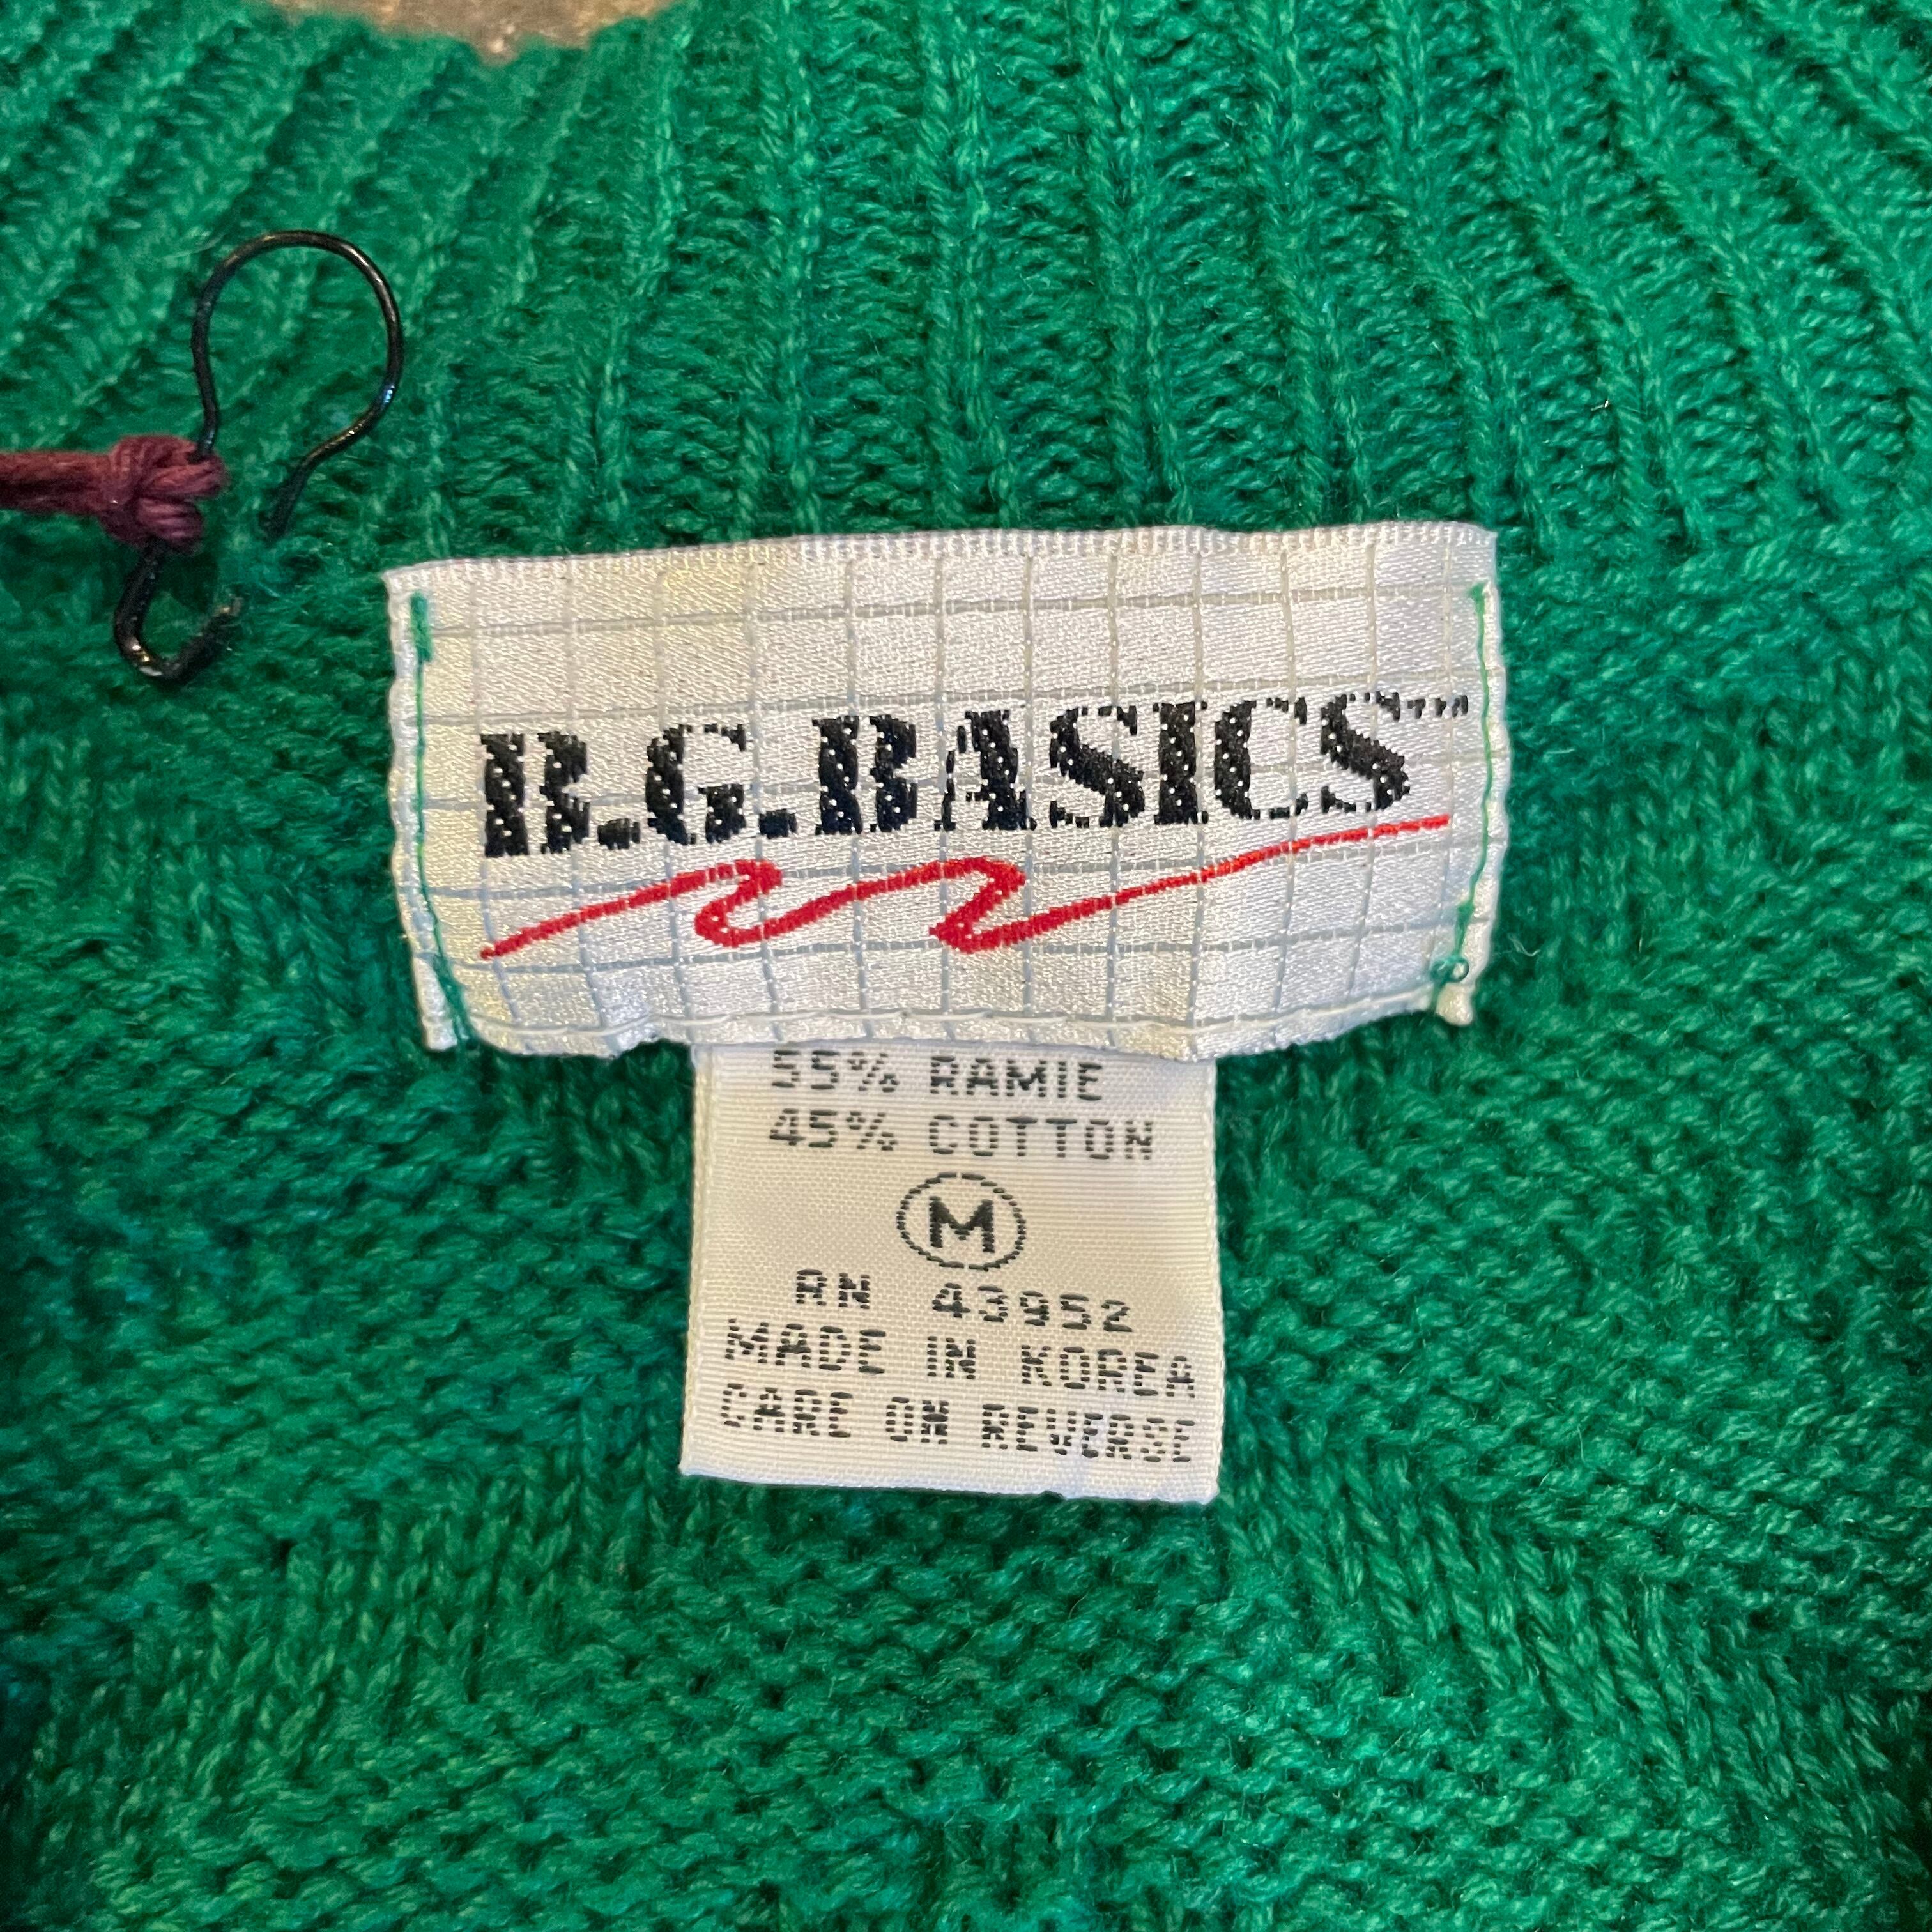 B.G.BASICS™
55% RAMIE
45% COTTON
M
RN 43952
MADE IN KOREA
CARE ON REVERSE